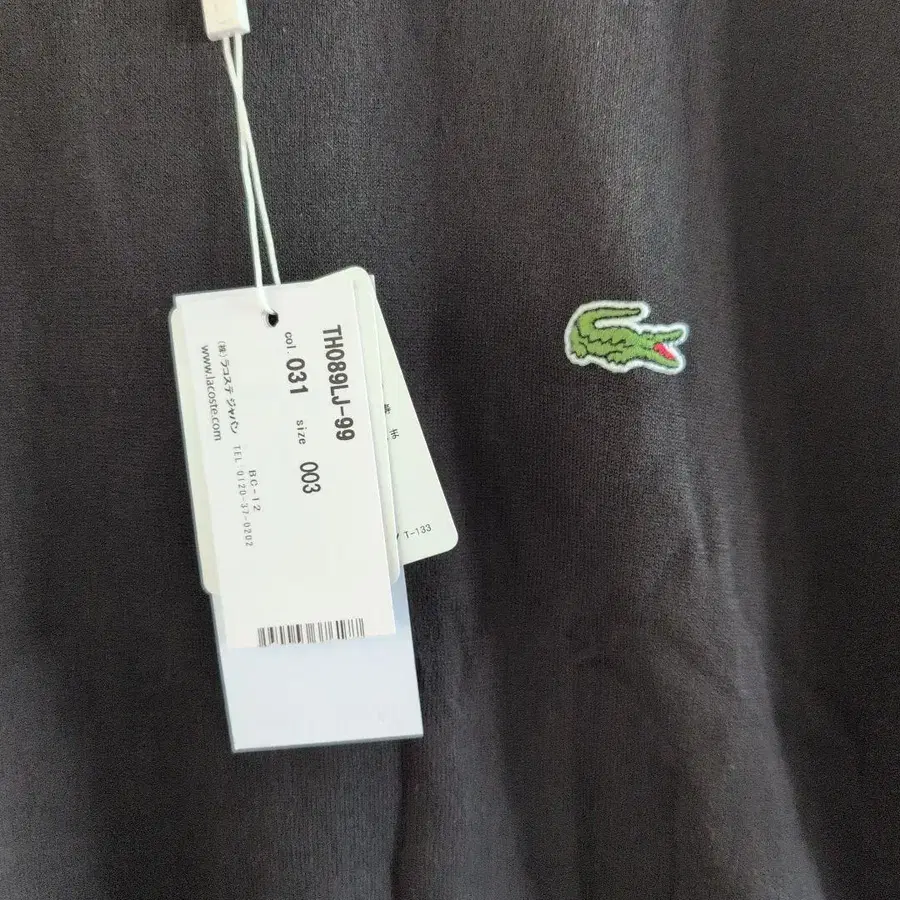 TH089LJ-99
col. 031 size 003
BC-12
(株)ラコステ ジャパン TEL 0120-37-0202
www.lacoste.com
T-133